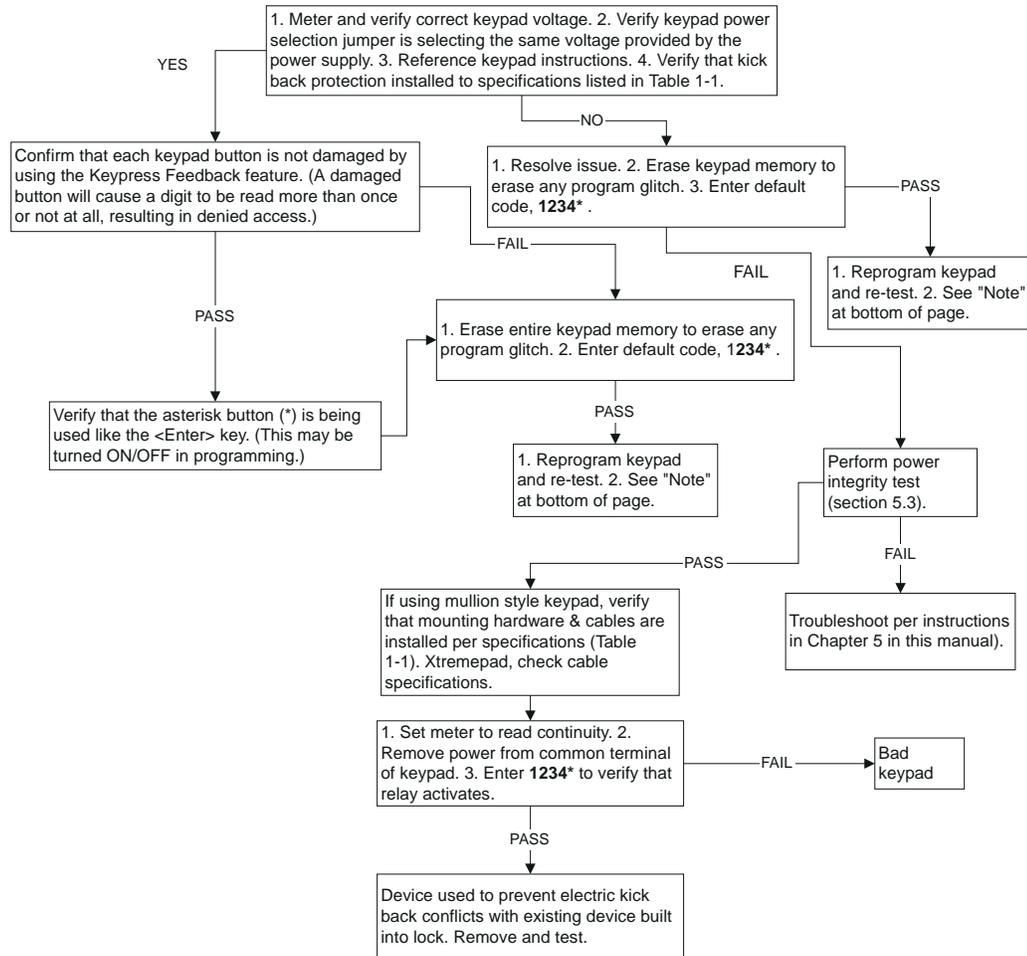 1. Meter and verify correct keypad voltage. 2. Verify keypad power
selection jumper is selecting the same voltage provided by the
power supply. 3. Reference keypad instructions. 4. Verify that kick
back protection installed to specifications listed in Table 1-1.
YES
NO
Confirm that each keypad button is not damaged by
using the Keypress Feedback feature. (A damaged
button will cause a digit to be read more than once
or not at all, resulting in denied access.)
1. Resolve issue. 2. Erase keypad memory to
erase any program glitch. 3. Enter default
code, 1234* .
PASS
FAIL
FAIL
1. Reprogram keypad
and re-test. 2. See "Note"
at bottom of page.
PASS
1. Erase entire keypad memory to erase any
program glitch. 2. Enter default code, 1234* .
Verify that the asterisk button (*) is being
used like the <Enter> key. (This may be
turned ON/OFF in programming.)
PASS
1. Reprogram keypad
and re-test. 2. See "Note"
at bottom of page.
Perform power
integrity test
(section 5.3).
PASS
FAIL
If using mullion style keypad, verify
that mounting hardware & cables are
installed per specifications (Table
1-1). Xtremepad, check cable
specifications.
Troubleshoot per instructions
in Chapter 5 in this manual).
1. Set meter to read continuity. 2.
Remove power from common terminal
of keypad. 3. Enter 1234* to verify that
relay activates.
FAIL
Bad
keypad
PASS
Device used to prevent electric kick
back conflicts with existing device built
into lock. Remove and test.